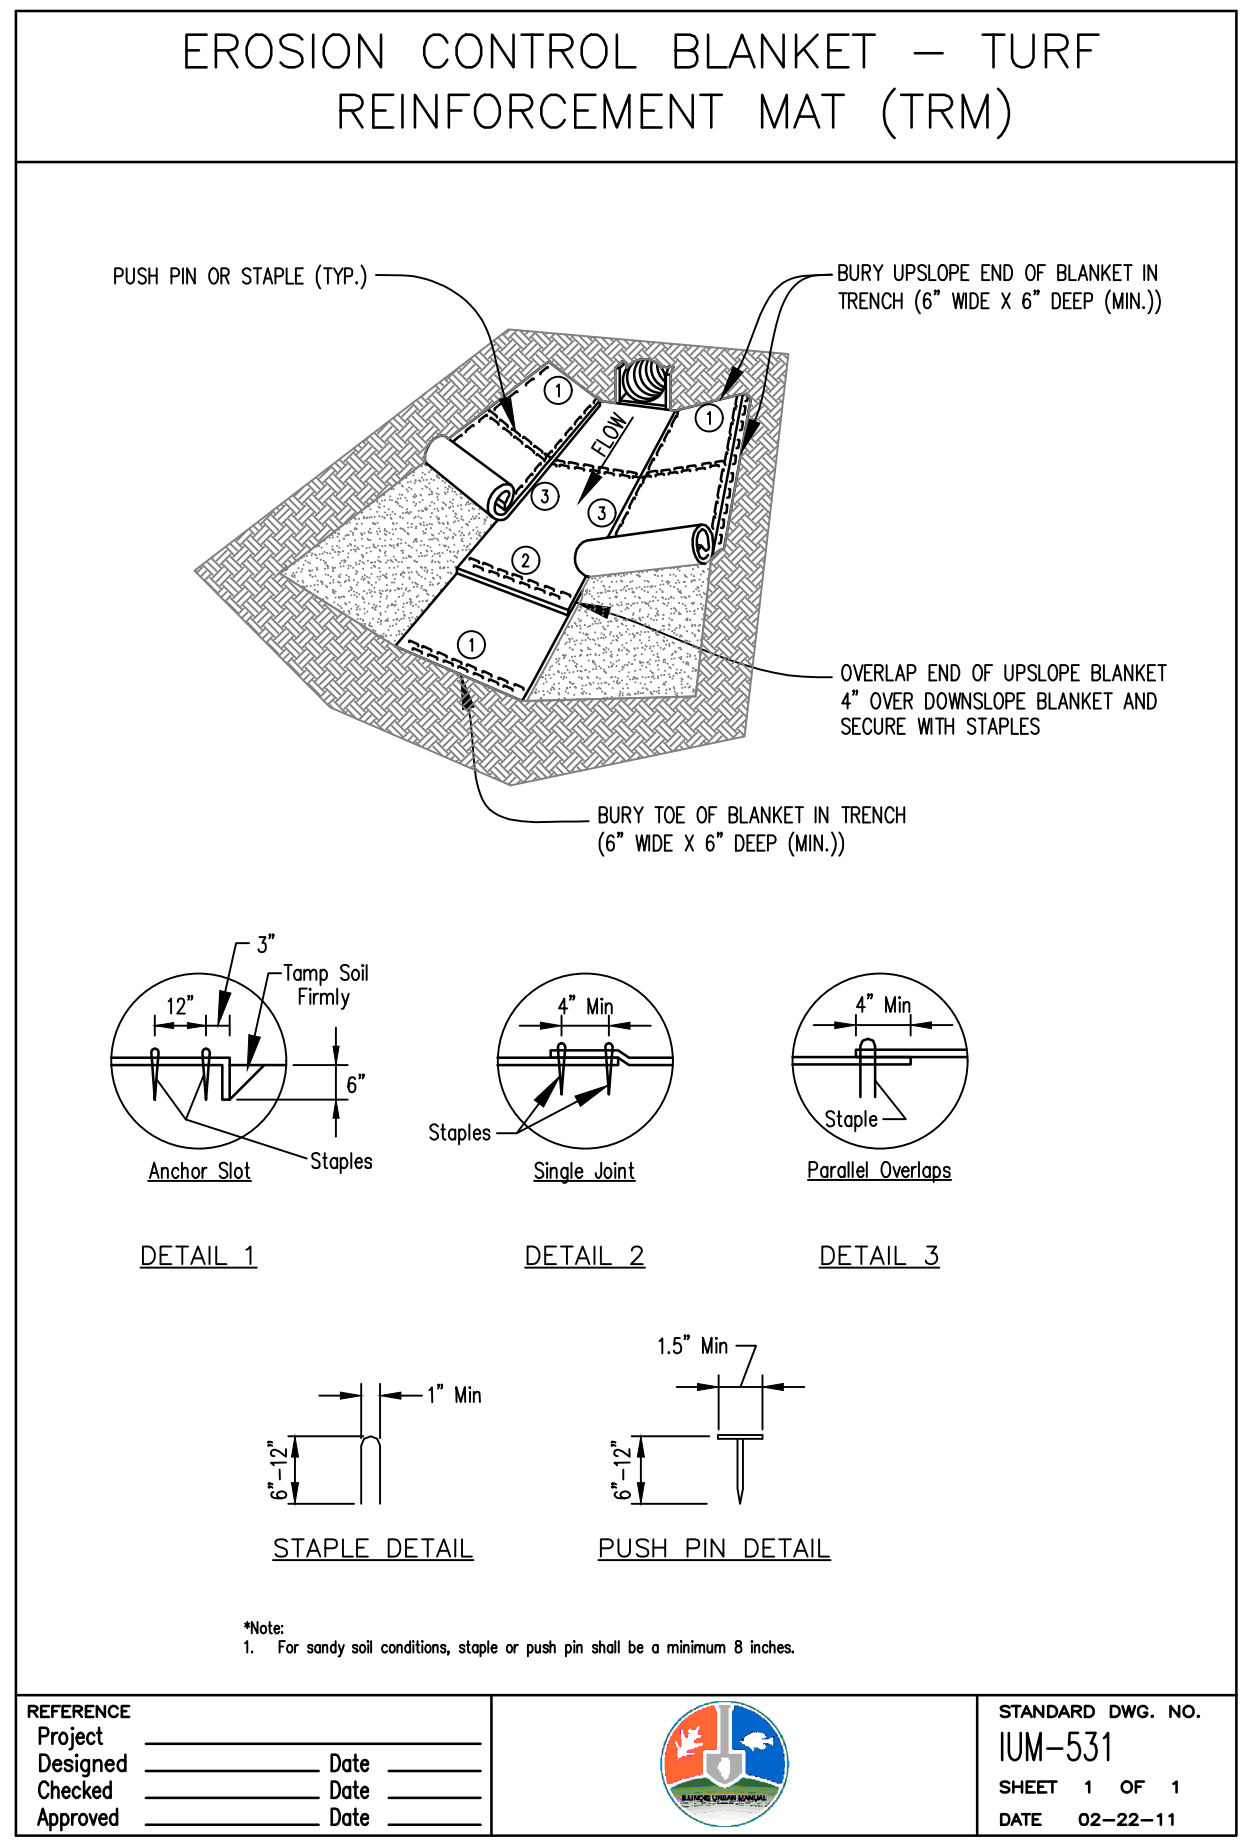 EROSION CONTROL BLANKET – TURF
REINFORCEMENT MAT (TRM)
PUSH PIN OR STAPLE (TYP.)
BURY UPSLOPE END OF BLANKET IN
TRENCH (6" WIDE X 6" DEEP (MIN.))
1
1
FLOW
3
3
2
1
OVERLAP END OF UPSLOPE BLANKET
4" OVER DOWNSLOPE BLANKET AND
SECURE WITH STAPLES
BURY TOE OF BLANKET IN TRENCH
(6" WIDE X 6" DEEP (MIN.))
3"
Tamp Soil
Firmly
12"
6"
Staples
Anchor Slot
DETAIL 1
4" Min
Staples
Single Joint
DETAIL 2
4" Min
Staple
Parallel Overlaps
DETAIL 3
1" Min
6"-12"
STAPLE DETAIL
1.5" Min
6"-12"
PUSH PIN DETAIL
*Note:
1. For sandy soil conditions, staple or push pin shall be a minimum 8 inches.
REFERENCE
Project
Designed Date
Checked Date
Approved Date
ILLINOIS URBAN MANUAL
STANDARD DWG. NO.
IUM-531
SHEET 1 OF 1
DATE 02-22-11